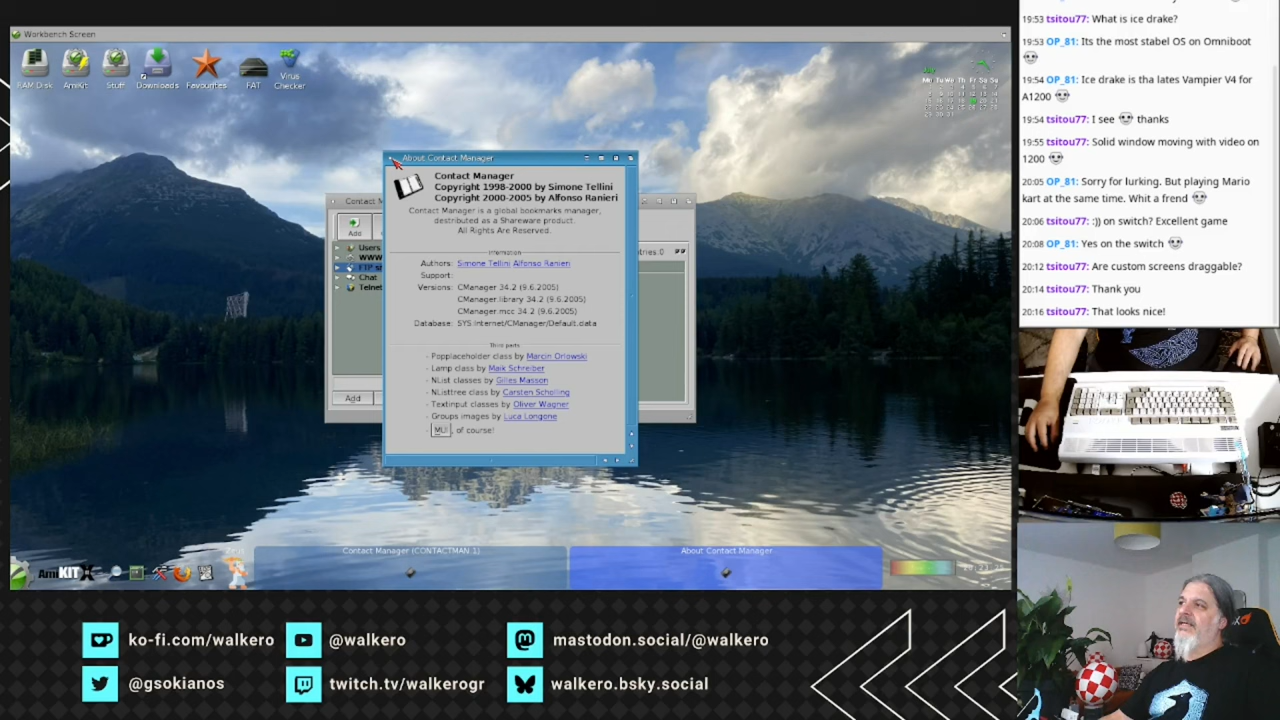 Workbench Screen
RAM Disk
AmiKit
Stuff
Downloads
Favourites
FAT
Virus
Checker
About Contact Manager
Contact Manager
Copyright 1998-2000 by Simone Tellini
Copyright 2000-2005 by Alfonso Ranieri
Contact Manager is a global bookmarks manager,
destributed as a Shareware product.
All Rights Are Reserved.
Information
Authors: Simone Tellini Alfonso Ranieri
Support:
Versions: CManager 34.2 (9.6.2005)
CManager.library 34.2 (9.6.2005)
CManager.mcc 34.2 (9.6.2005)
Database: SYS:Internet/CManager/Default.data
Third parts
- Popplaceholder class by Marcin Orlowski
- Lamp class by Maik Schreiber
- NList classes by Gilles Masson
- NListtree class by Carsten Scholling
- Textinput classes by Oliver Wagner
- Groups images by Luca Longone
- MUI, of course!
Contact M
Add
Users
WWW
FTP s
Chat
Telnet
Add
tries:0
Contact Manager (CONTACTMAN.1)
About Contact Manager
AmiKIT X
19:53 tsitou77: What is ice drake?
19:53 OP_81: Its the most stabel OS on Omniboot
19:54 OP_81: Ice drake is tha lates Vampier V4 for
A1200
19:54 tsitou77: I see thanks
19:55 tsitou77: Solid window moving with video on
1200
20:05 OP_81: Sorry for lurking. But playing Mario
kart at the same time. Whit a frend
20:06 tsitou77: :)) on switch? Excellent game
20:08 OP_81: Yes on the switch
20:12 tsitou77: Are custom screens draggable?
20:14 tsitou77: Thank you
20:16 tsitou77: That looks nice!
ko-fi.com/walkero
@walkero
mastodon.social/@walkero
@gsokianos
twitch.tv/walkerogr
walkero.bsky.social